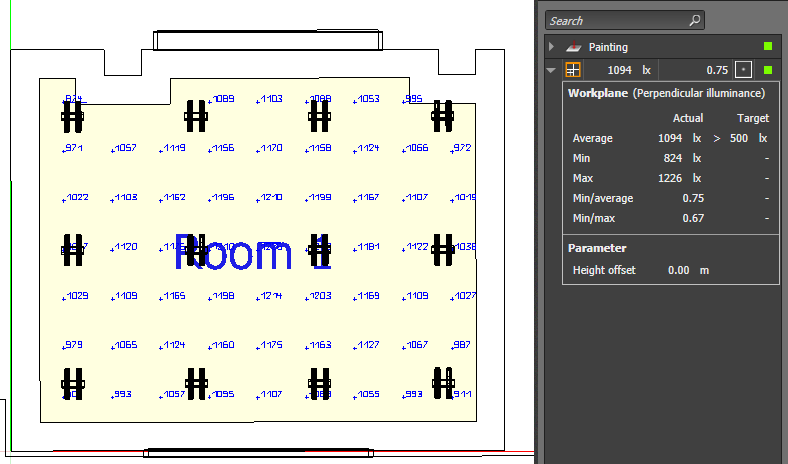 Search
Painting
1094 lx 0.75
Workplane (Perpendicular illuminance)
Actual Target
Average 1094 lx > 500 lx
Min 824 lx -
Max 1226 lx -
Min/average 0.75 -
Min/max 0.67 -
Parameter
Height offset 0.00 m
1089 1103 1053 995
971 1057 1119 1156 1170 1158 1124 1066 972
1022 1103 1162 1196 1210 1199 1167 1107 1019
1120 1181 1122 1036
Room 1
1029 1109 1165 1198 1214 1203 1169 1109 1027
979 1065 1124 1160 1175 1163 1127 1067 987
993 1057 1095 1107 1055 993 911